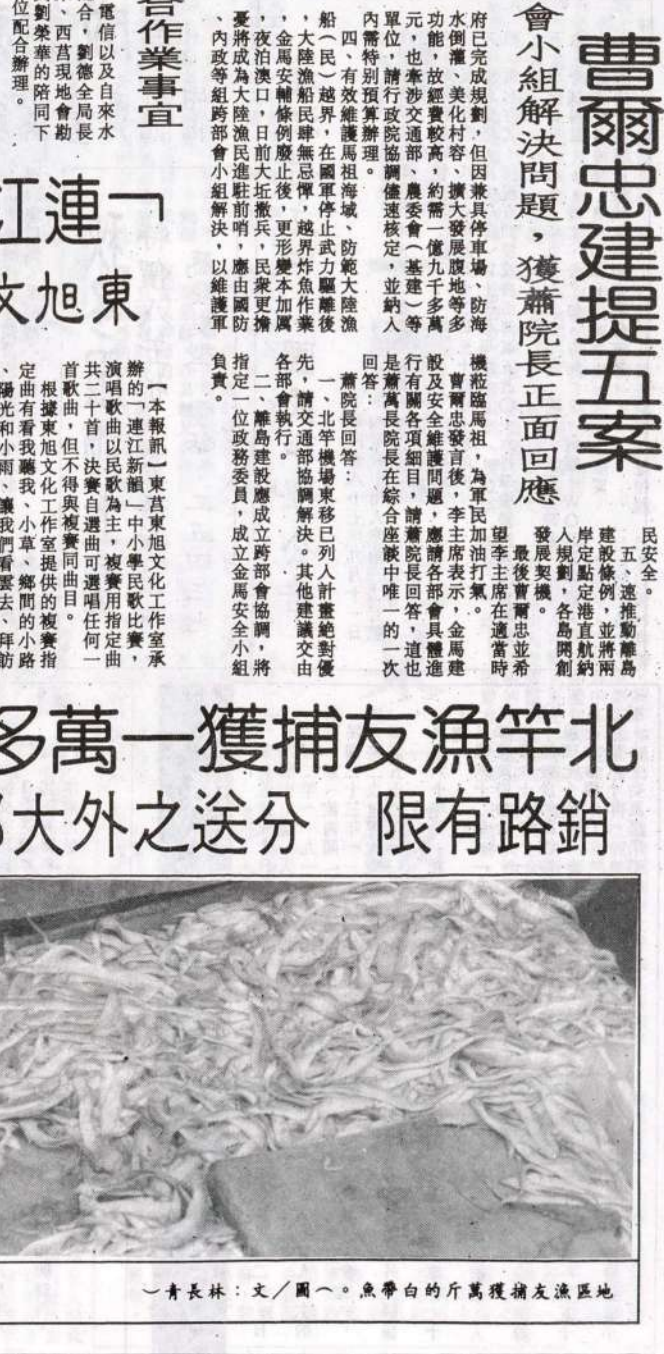 曹爾忠建提五案
會小組解決問題，獲蕭院長正面回應
府已完成規劃，但因兼具停車場、防海
水倒灌、美化村容、擴大發展腹地等多
功能，故經費較高，約需一億九千多萬
元，也牽涉交通部、農委會（基建）等
單位，請行政院協調儘速核定，並納入
內需特別預算辦理。
四、有效維護馬祖海域、防範大陸漁
船（民）越界，在國軍停止武力驅離後
，大陸漁船民肆無忌憚，越界炸魚作業
，金馬安輔條例廢止後，更形變本加厲
，夜泊澳口，日前大坵撤兵，民衆更擔
憂將成為大陸漁民進駐前哨，應由國防
、內政等組跨部會小組解決，以維護軍
民安全。
五、速推動離島
建設條例，並將兩
岸定點定港直航納
入規劃，各島開創
發展契機。
最後曹爾忠並希
望李主席在適當時
機蒞臨馬祖，為軍民加油打氣。
曹爾忠發言後，李主席表示，金馬建
設及安全維護問題，應請各部會具體進
行有關各項細目，請蕭院長回答，這也
是蕭萬長院長在綜合座談中唯一的一次
回答：
蕭院長回答：
一、北竿機場東移已列入計畫絕對優
先，請交通部協調解決。其他建議交由
各部會執行。
二、離島建設應成立跨部會協調，將
指定一位政務委員，成立金馬安全小組
負責。
合作業事宜
電信以及自來水
合，劉德全局長
、西莒現地會勘
劉榮華的陪同下
位配合辦理。
「連江
東旭文
【本報訊】東莒東旭文化工作室承
辦的「連江新韻」中小學民歌比賽，
演唱歌曲以民歌為主，複賽用指定曲
共二十首，決賽自選曲可選唱任何一
首歌曲，但不得與複賽同曲目。
根據東旭文化工作室提供的複賽指
定曲有看我聽我、小草、鄉間的小路
、陽光和小雨、讓我們看雲去、拜訪
北竿漁友捕獲一萬多
銷路有限　分送之外大
地區漁友捕獲萬斤的白帶魚。（圖／文：林長青）